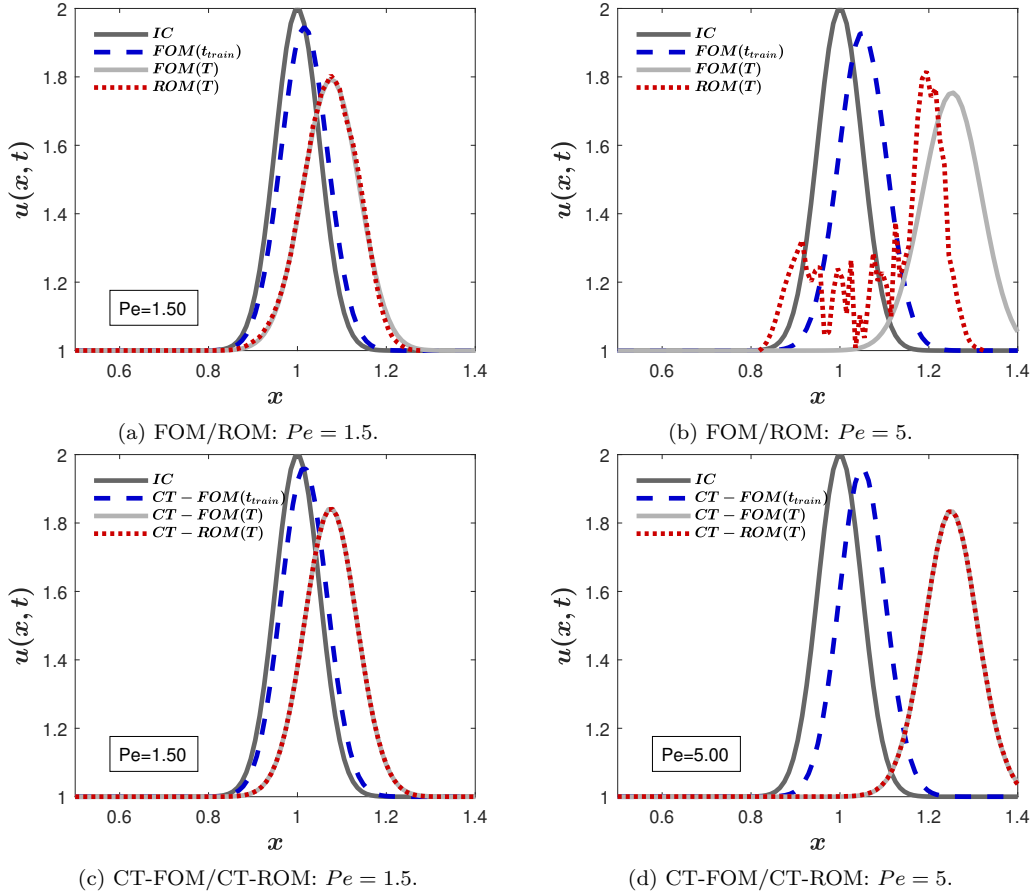 2
1.8
1.6
1.4
1.2
1
u(x, t)
IC
FOM(t_train)
FOM(T)
ROM(T)
Pe=1.50
0.6 0.8 1 1.2 1.4
x
(a) FOM/ROM: Pe = 1.5.
2
1.8
1.6
1.4
1.2
1
u(x, t)
IC
FOM(t_train)
FOM(T)
ROM(T)
0.6 0.8 1 1.2 1.4
x
(b) FOM/ROM: Pe = 5.
2
1.8
1.6
1.4
1.2
1
u(x, t)
IC
CT − FOM(t_train)
CT − FOM(T)
CT − ROM(T)
Pe=1.50
0.6 0.8 1 1.2 1.4
x
(c) CT-FOM/CT-ROM: Pe = 1.5.
2
1.8
1.6
1.4
1.2
1
u(x, t)
IC
CT − FOM(t_train)
CT − FOM(T)
CT − ROM(T)
Pe=5.00
0.6 0.8 1 1.2 1.4
x
(d) CT-FOM/CT-ROM: Pe = 5.